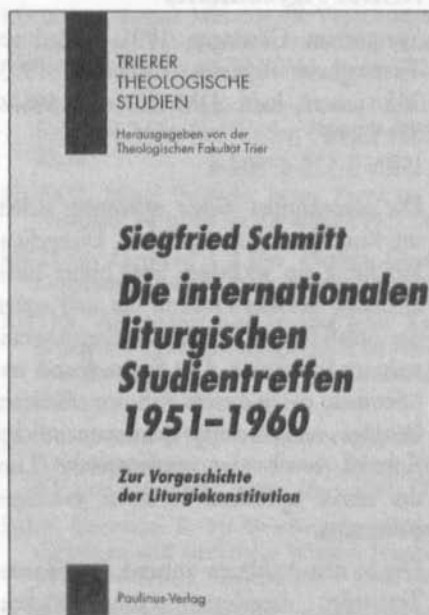 TRIERER
THEOLOGISCHE
STUDIEN
Herausgegeben von der
Theologischen Fakultät Trier
Siegfried Schmitt
Die internationalen
liturgischen
Studientreffen
1951–1960
Zur Vorgeschichte
der Liturgiekonstitution
Paulinus-Verlag